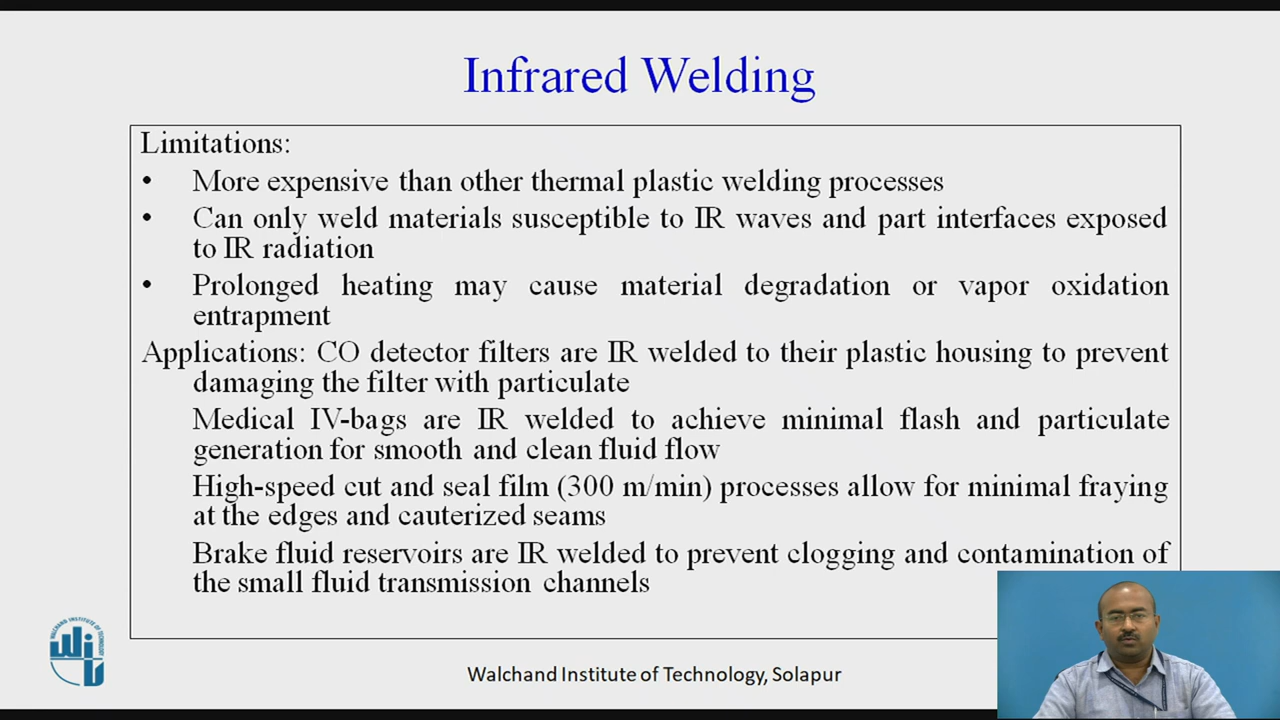 Infrared Welding
Limitations:
• More expensive than other thermal plastic welding processes
• Can only weld materials susceptible to IR waves and part interfaces exposed
to IR radiation
• Prolonged heating may cause material degradation or vapor oxidation
entrapment
Applications: CO detector filters are IR welded to their plastic housing to prevent
damaging the filter with particulate
Medical IV-bags are IR welded to achieve minimal flash and particulate
generation for smooth and clean fluid flow
High-speed cut and seal film (300 m/min) processes allow for minimal fraying
at the edges and cauterized seams
Brake fluid reservoirs are IR welded to prevent clogging and contamination of
the small fluid transmission channels
WALCHAND INSTITUTE OF TECHNOLOGY
Walchand Institute of Technology, Solapur